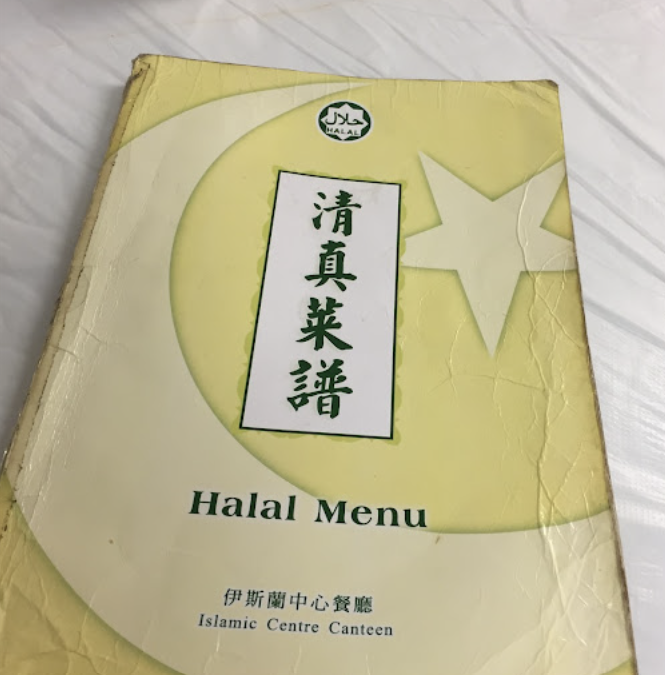 حلال
HALAL
清真菜譜
Halal Menu
伊斯蘭中心餐廳
Islamic Centre Canteen